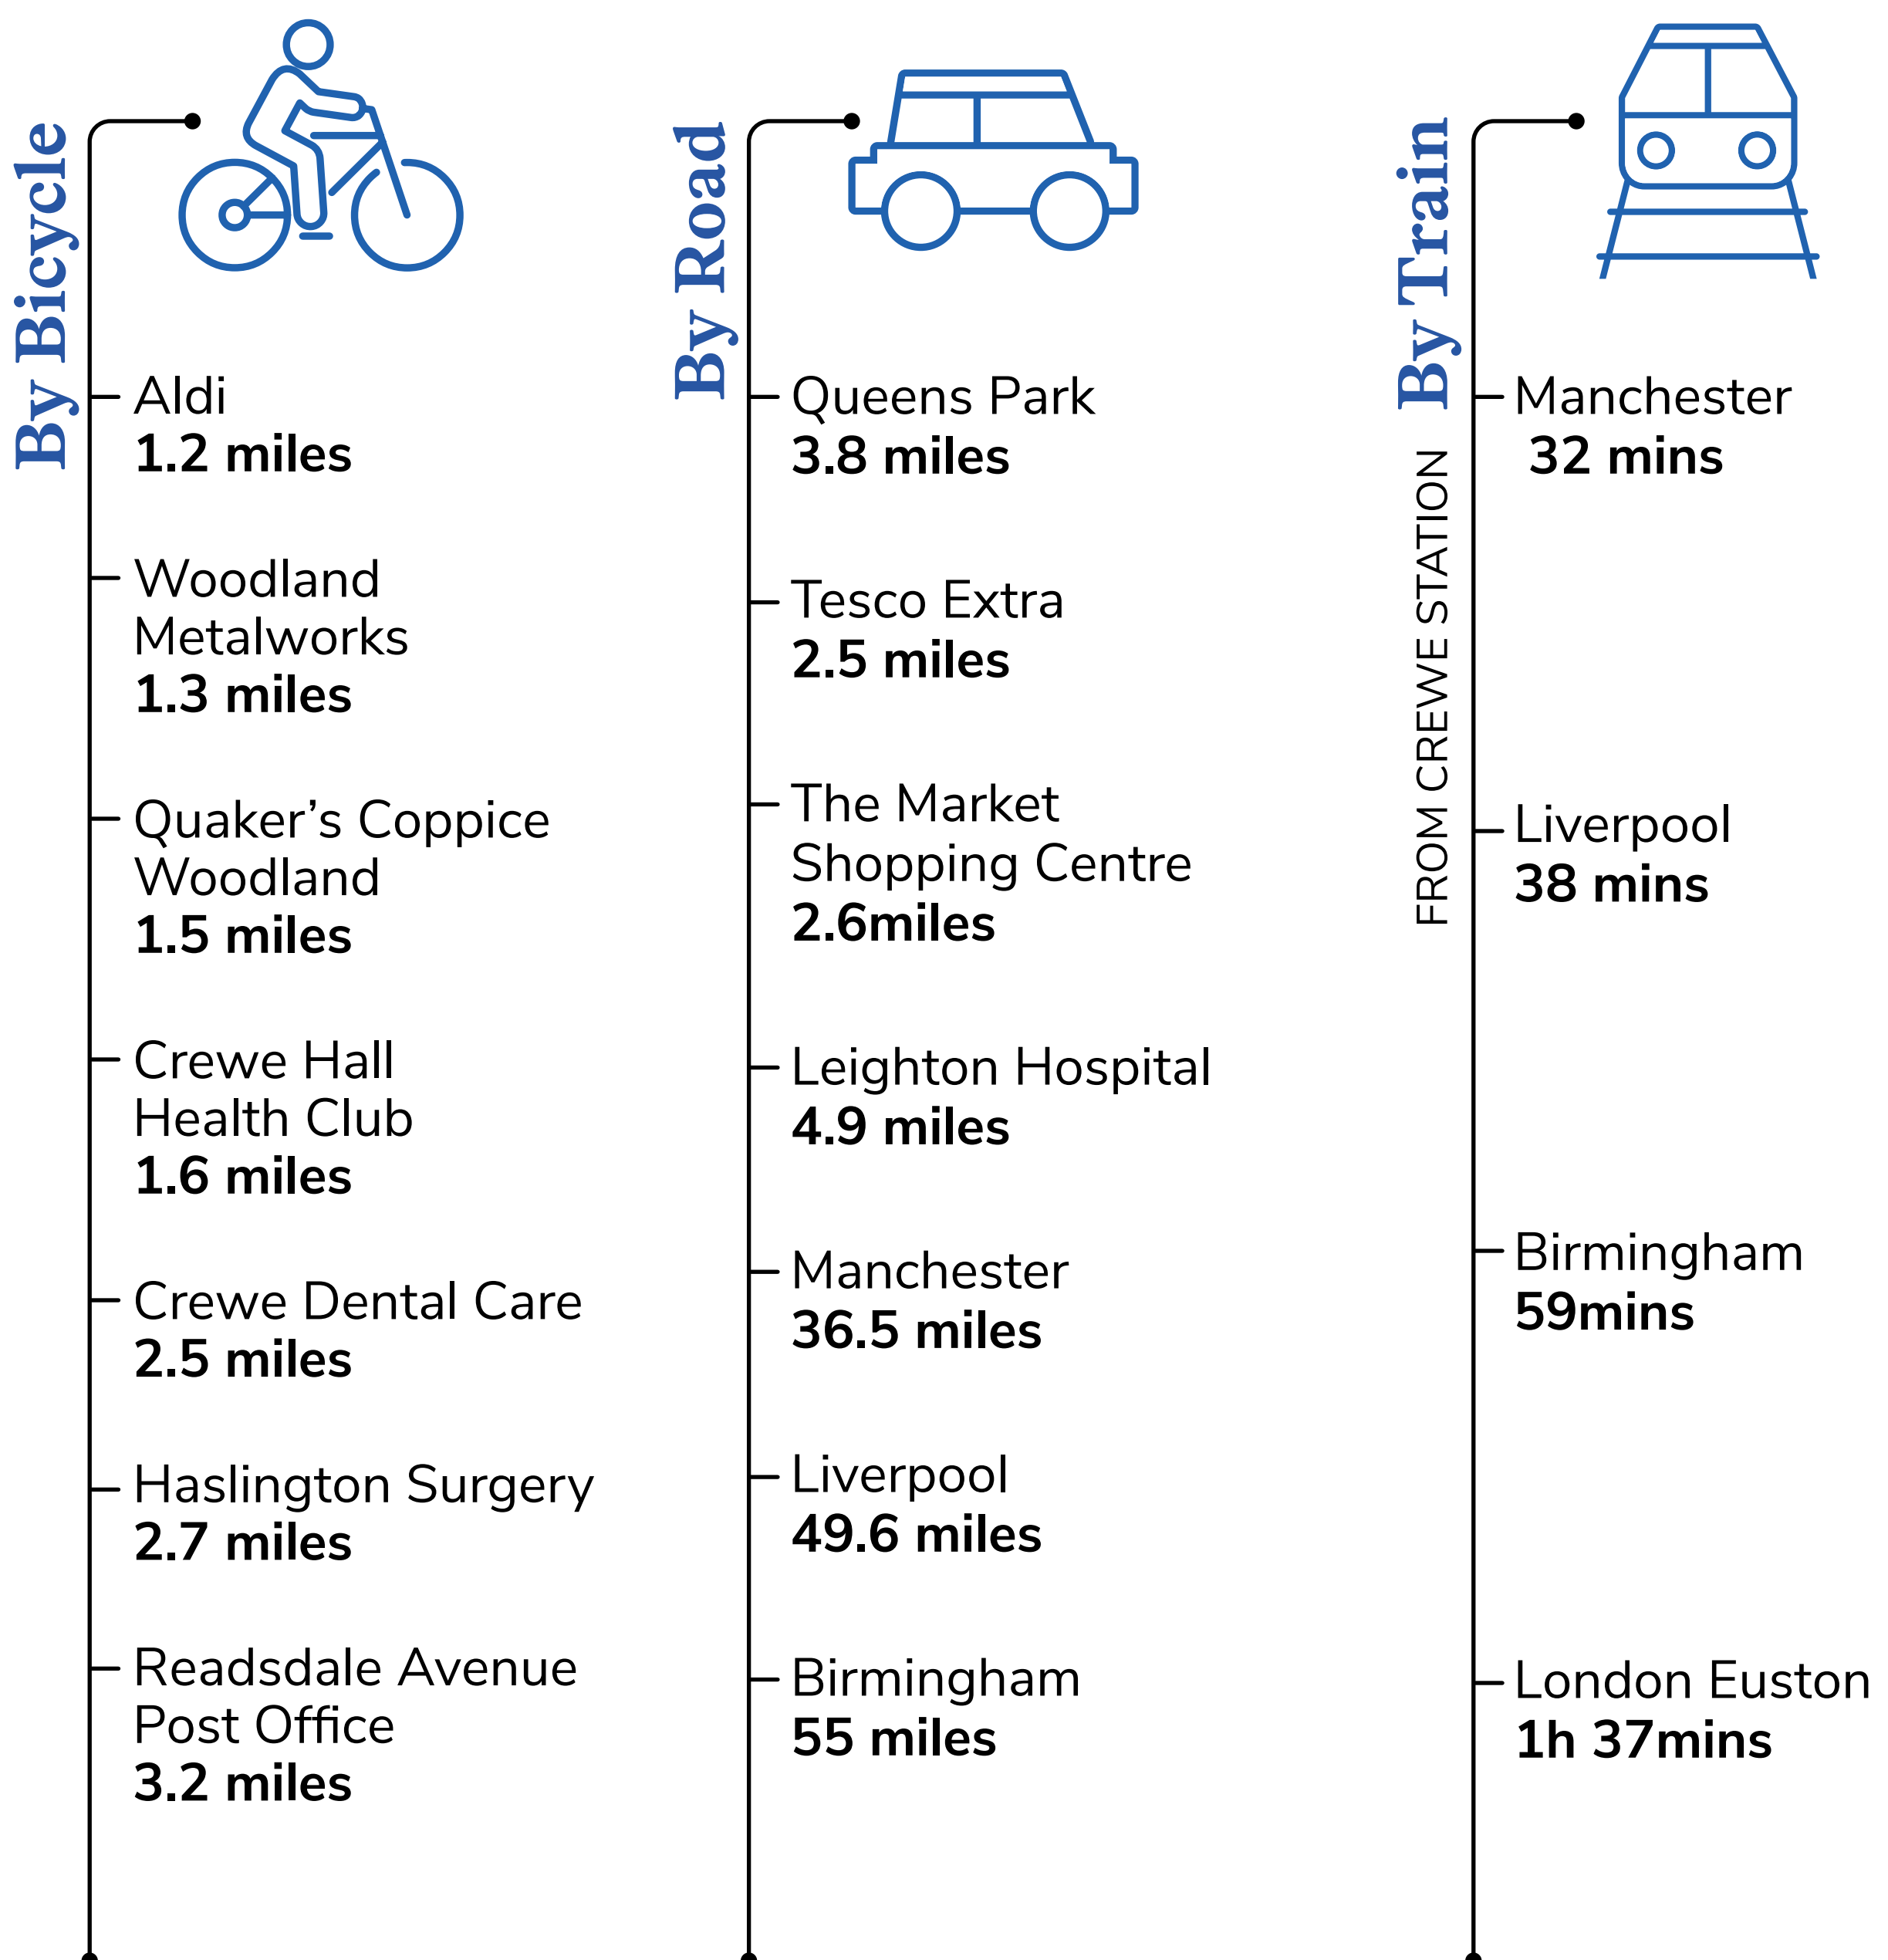 By Bicycle
Aldi
1.2 miles
Woodland
Metalworks
1.3 miles
Quaker’s Coppice
Woodland
1.5 miles
Crewe Hall
Health Club
1.6 miles
Crewe Dental Care
2.5 miles
Haslington Surgery
2.7 miles
Readsdale Avenue
Post Office
3.2 miles
By Road
Queens Park
3.8 miles
Tesco Extra
2.5 miles
The Market
Shopping Centre
2.6miles
Leighton Hospital
4.9 miles
Manchester
36.5 miles
Liverpool
49.6 miles
Birmingham
55 miles
By Train
FROM CREWE STATION
Manchester
32 mins
Liverpool
38 mins
Birmingham
59mins
London Euston
1h 37mins